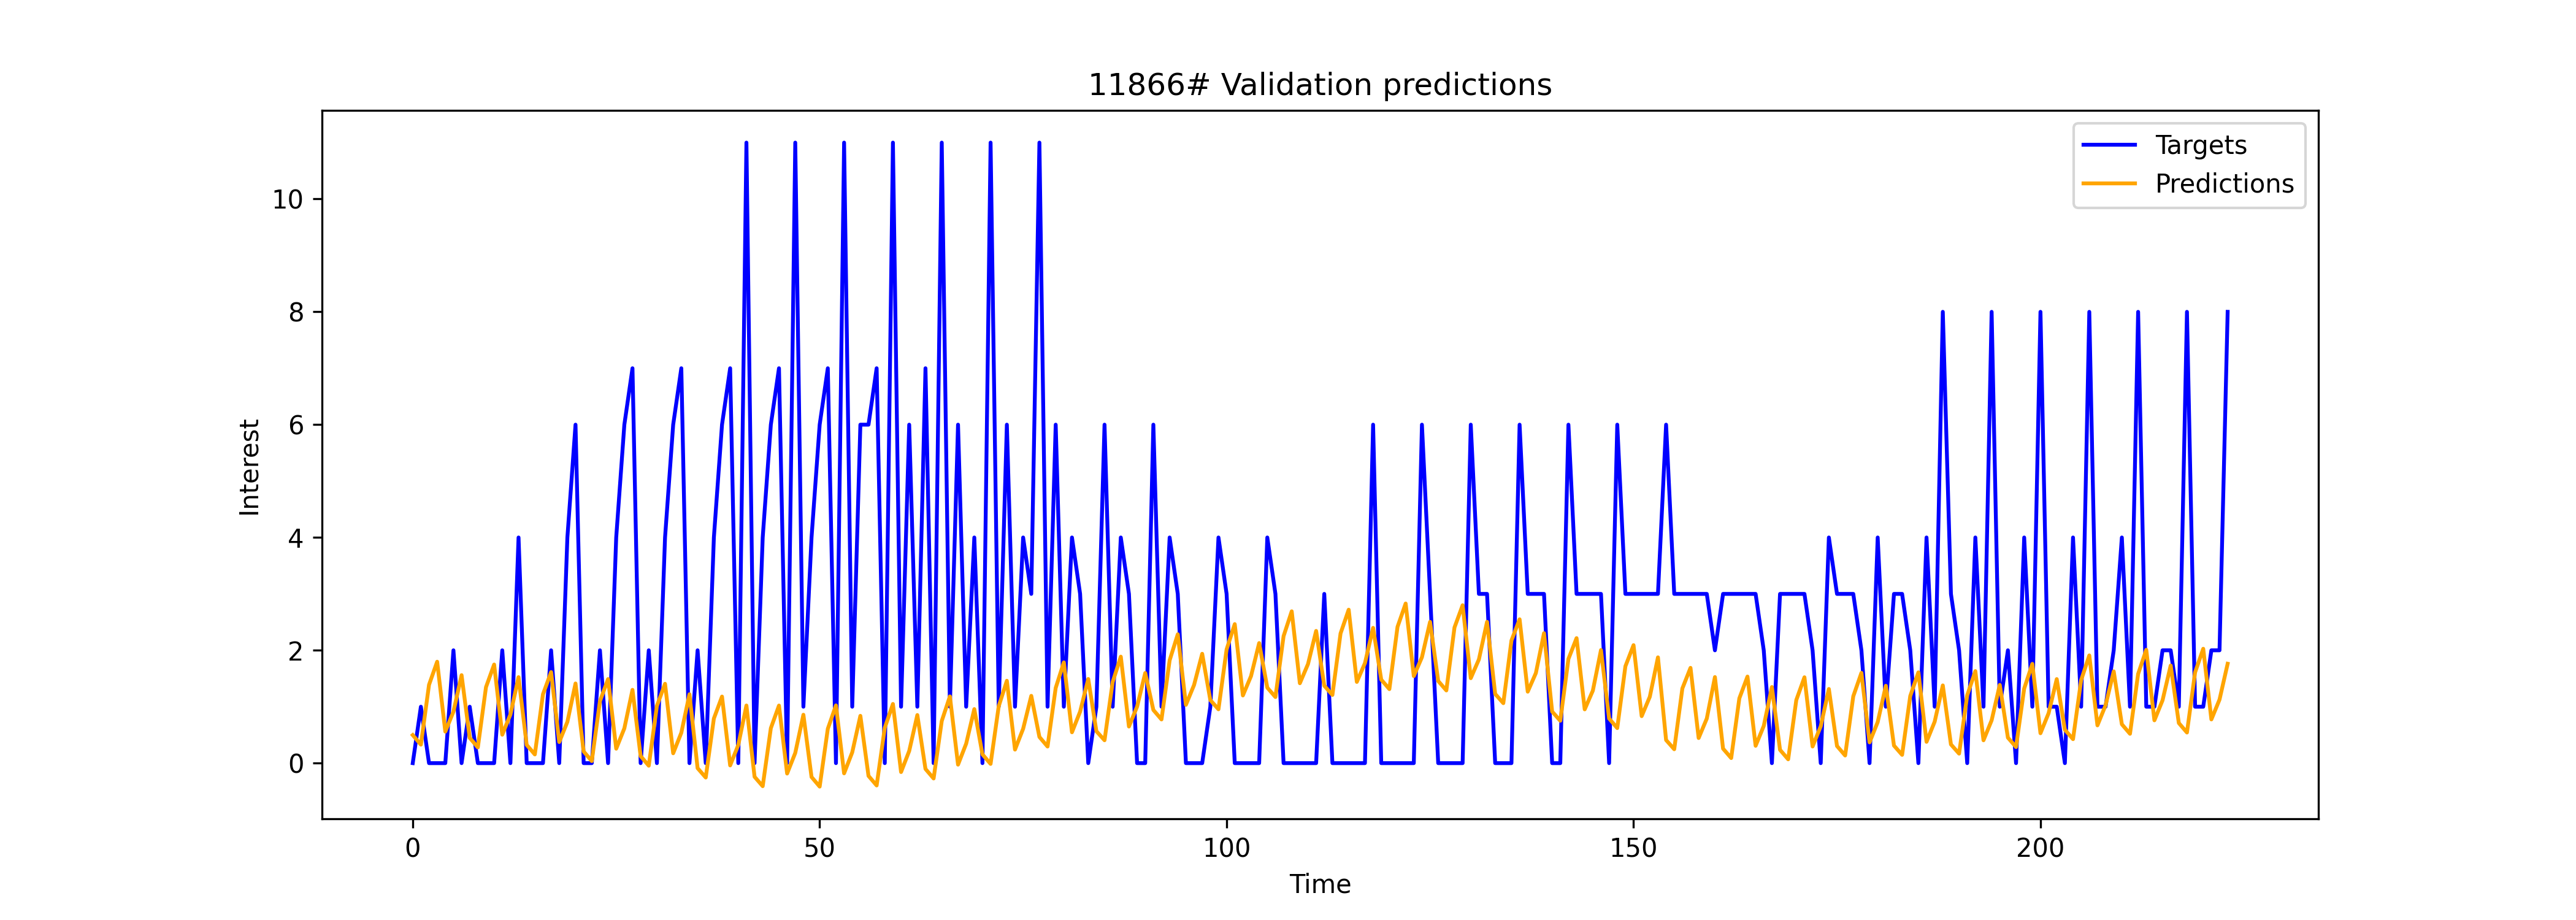 11866# Validation predictions
Targets
Predictions
10
8
6
4
2
0
Interest
0
50
100
150
200
Time